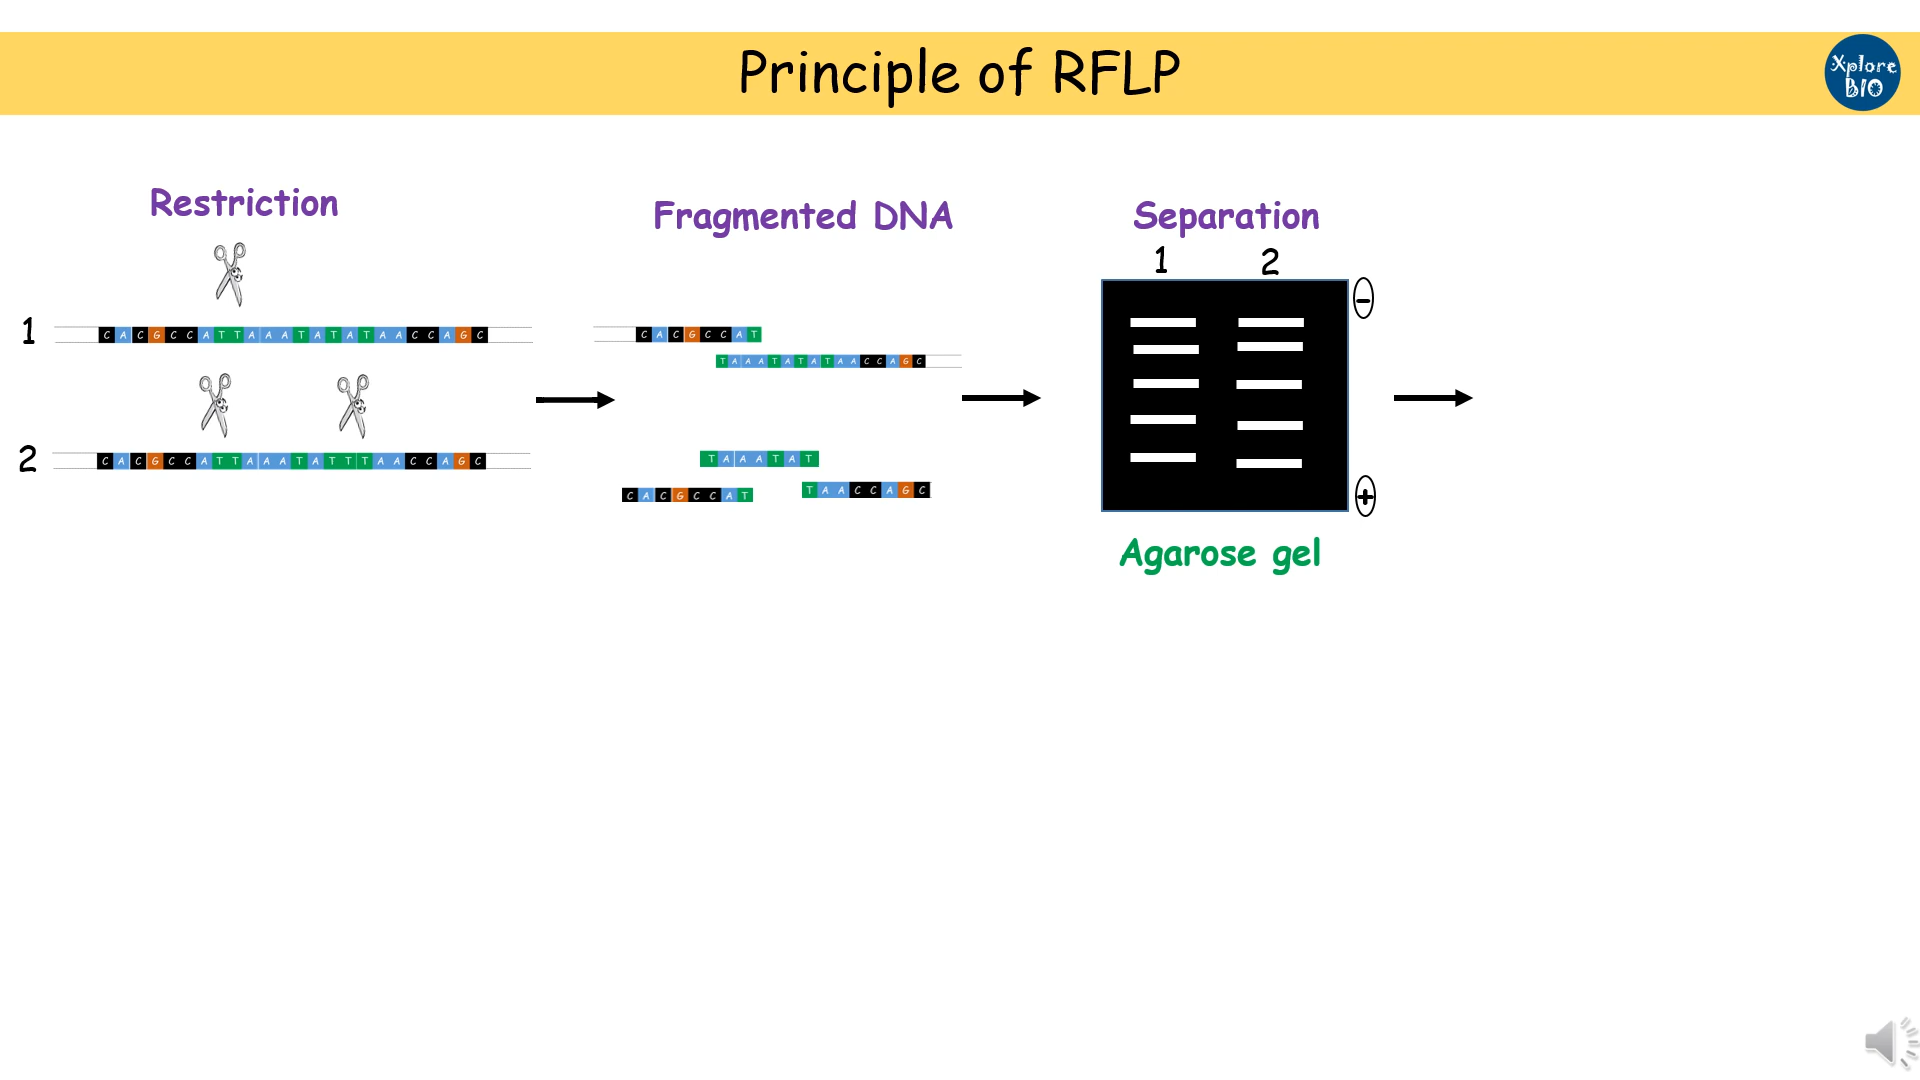 Principle of RFLP
Xplore
BIO
Restriction
Fragmented DNA
Separation
1 2
1 C A C G C C A T T A A A T A T A T A A C C A G C
2 C A C G C C A T T A A A T A T T T A A C C A G C
C A C G C C A T
T A A A T A T A T A A C C A G C
T A A A T A T
C A C G C C A T
T A A C C A G C
−
+
Agarose gel